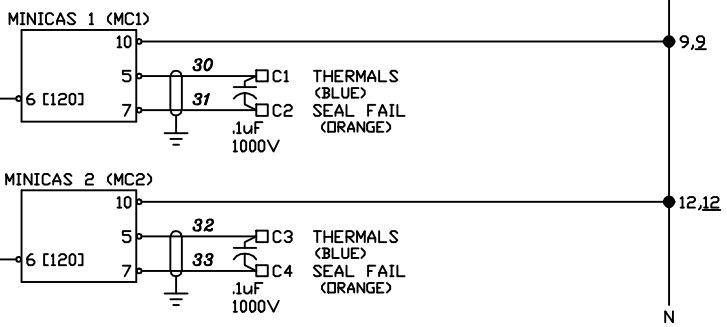 MINICAS 1 (MC1)
10 9,9
5 30 C1 THERMALS
(BLUE)
6 [120]
7 31 C2 SEAL FAIL
(ORANGE)
.1uF
1000V
MINICAS 2 (MC2)
10 12,12
5 32 C3 THERMALS
(BLUE)
6 [120]
7 33 C4 SEAL FAIL
(ORANGE)
.1uF
1000V
N